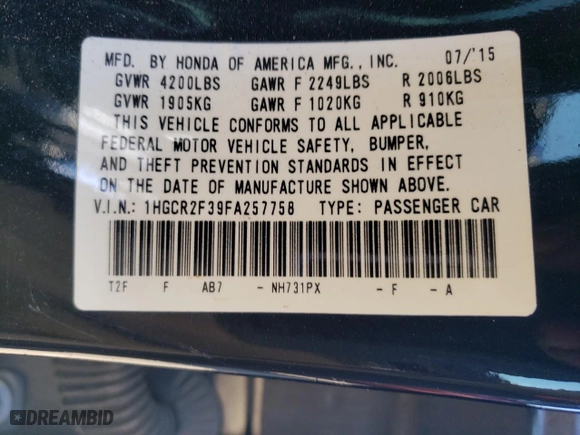 MFD. BY HONDA OF AMERICA MFG., INC. 07/'15
GVWR 4200LBS GAWR F 2249LBS R 2006LBS
GVWR 1905KG GAWR F 1020KG R 910KG
THIS VEHICLE CONFORMS TO ALL APPLICABLE
FEDERAL MOTOR VEHICLE SAFETY, BUMPER,
AND THEFT PREVENTION STANDARDS IN EFFECT
ON THE DATE OF MANUFACTURE SHOWN ABOVE.
V.I.N.: 1HGCR2F39FA257758 TYPE: PASSENGER CAR
T2F F AB7 - NH731PX - F - A
DREAMBID